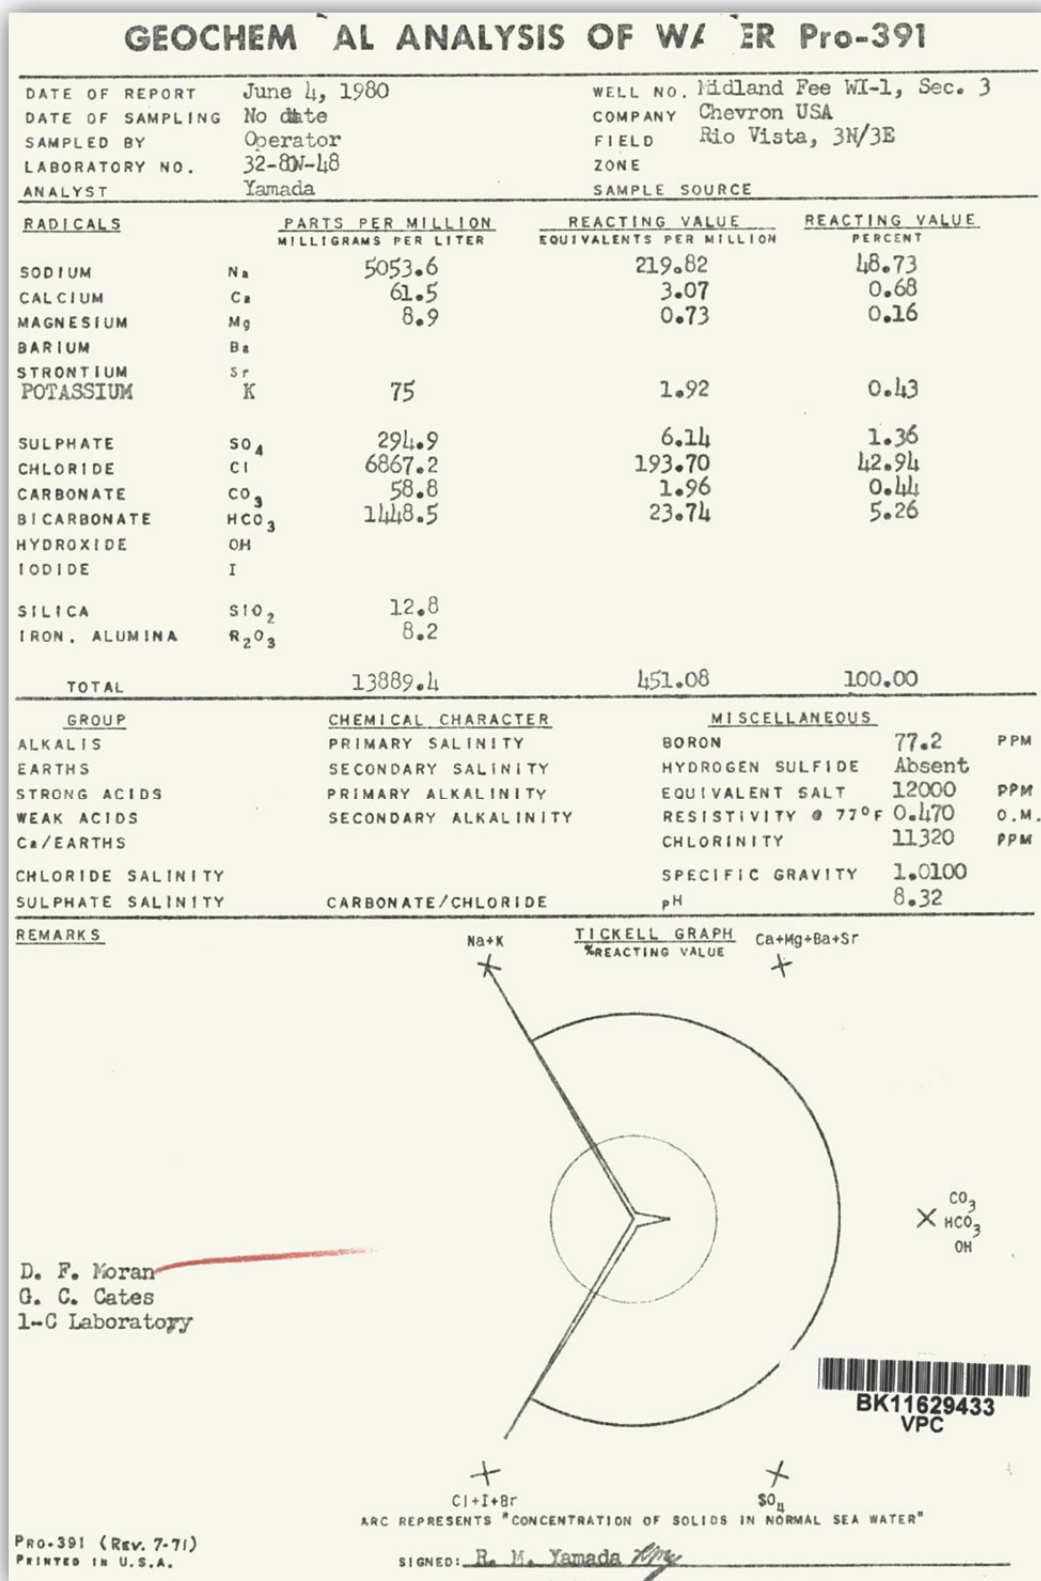 GEOCHEM AL ANALYSIS OF WA ER Pro-391
DATE OF REPORT June 4, 1980 WELL NO. Midland Fee WI-1, Sec. 3
DATE OF SAMPLING No date COMPANY Chevron USA
SAMPLED BY Operator FIELD Rio Vista, 3N/3E
LABORATORY NO. 32-8W-48 ZONE
ANALYST Yamada SAMPLE SOURCE
RADICALS PARTS PER MILLION REACTING VALUE REACTING VALUE
MILLIGRAMS PER LITER EQUIVALENTS PER MILLION PERCENT
SODIUM Na 5053.6 219.82 48.73
CALCIUM Ca 61.5 3.07 0.68
MAGNESIUM Mg 8.9 0.73 0.16
BARIUM Ba
STRONTIUM Sr
POTASSIUM K 75 1.92 0.43
SULPHATE SO4 294.9 6.14 1.36
CHLORIDE Cl 6867.2 193.70 42.94
CARBONATE CO3 58.8 1.96 0.44
BICARBONATE HCO3 1448.5 23.74 5.26
HYDROXIDE OH
IODIDE I
SILICA SIO2 12.8
IRON. ALUMINA R2O3 8.2
TOTAL 13889.4 451.08 100.00
GROUP CHEMICAL CHARACTER MISCELLANEOUS
ALKALIS PRIMARY SALINITY BORON 77.2 PPM
EARTHS SECONDARY SALINITY HYDROGEN SULFIDE Absent
STRONG ACIDS PRIMARY ALKALINITY EQUIVALENT SALT 12000 PPM
WEAK ACIDS SECONDARY ALKALINITY RESISTIVITY @ 77°F 0.470 O.M.
Ca/EARTHS CHLORINITY 11320 PPM
CHLORIDE SALINITY SPECIFIC GRAVITY 1.0100
SULPHATE SALINITY CARBONATE/CHLORIDE pH 8.32
REMARKS TICKELL GRAPH
%REACTING VALUE
Na+K Ca+Mg+Ba+Sr
CO3
HCO3
OH
D. F. Moran
G. C. Cates
1-C Laboratory
BK11629433
VPC
Cl+I+Br SO4
ARC REPRESENTS "CONCENTRATION OF SOLIDS IN NORMAL SEA WATER"
PRO-391 (REV. 7-71)
PRINTED IN U.S.A.
SIGNED: R. M. Yamada